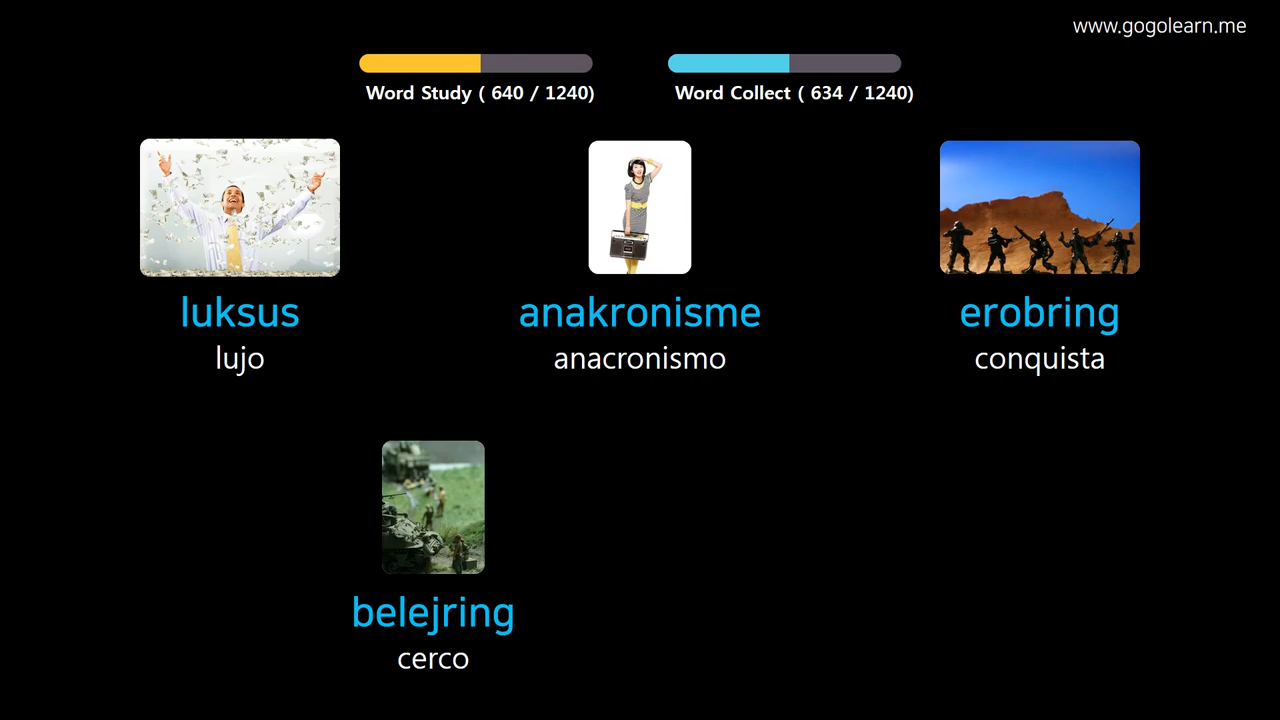 www.gogolearn.me
Word Study ( 640 / 1240)
Word Collect ( 634 / 1240)
luksus
lujo
anakronisme
anacronismo
erobring
conquista
belejring
cerco